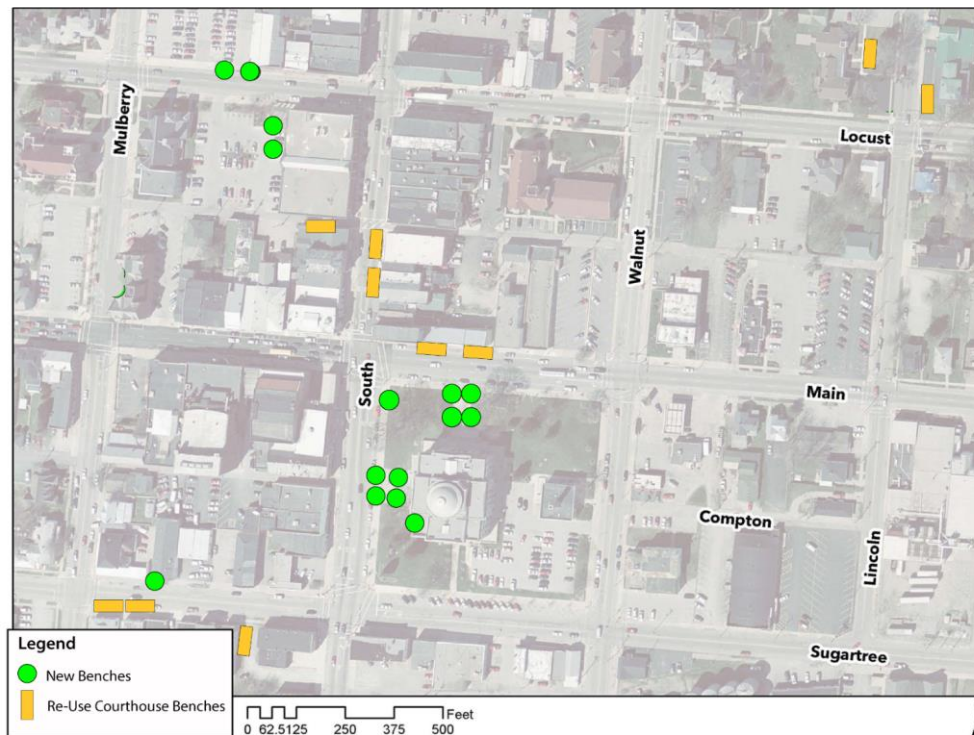 Mulberry
Locust
Walnut
South
Main
Compton
Lincoln
Sugartree
Legend
New Benches
Re-Use Courthouse Benches
Feet
0 62.5125 250 375 500